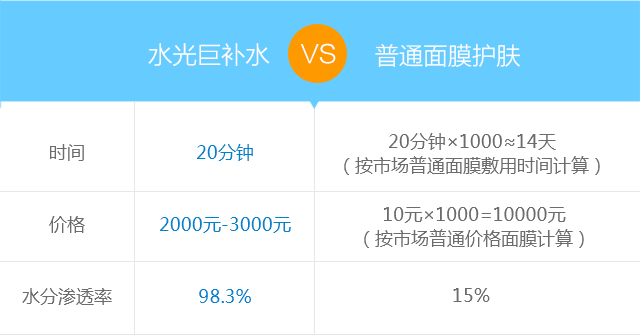 水光巨补水 VS 普通面膜护肤
时间 20分钟 20分钟×1000≈14天
（按市场普通面膜敷用时间计算）
价格 2000元-3000元 10元×1000=10000元
（按市场普通价格面膜计算）
水分渗透率 98.3% 15%